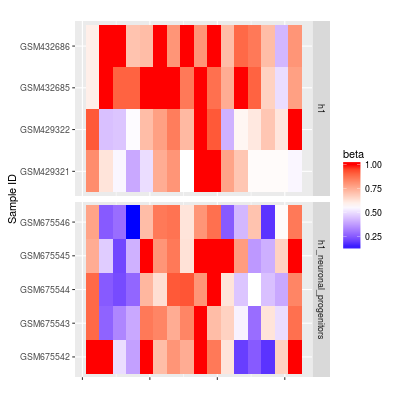 GSM432686
GSM432685
GSM429322
GSM429321
h1
GSM675546
GSM675545
GSM675544
GSM675543
GSM675542
h1_neuronal_progenitors
Sample ID
beta
1.00
0.75
0.50
0.25